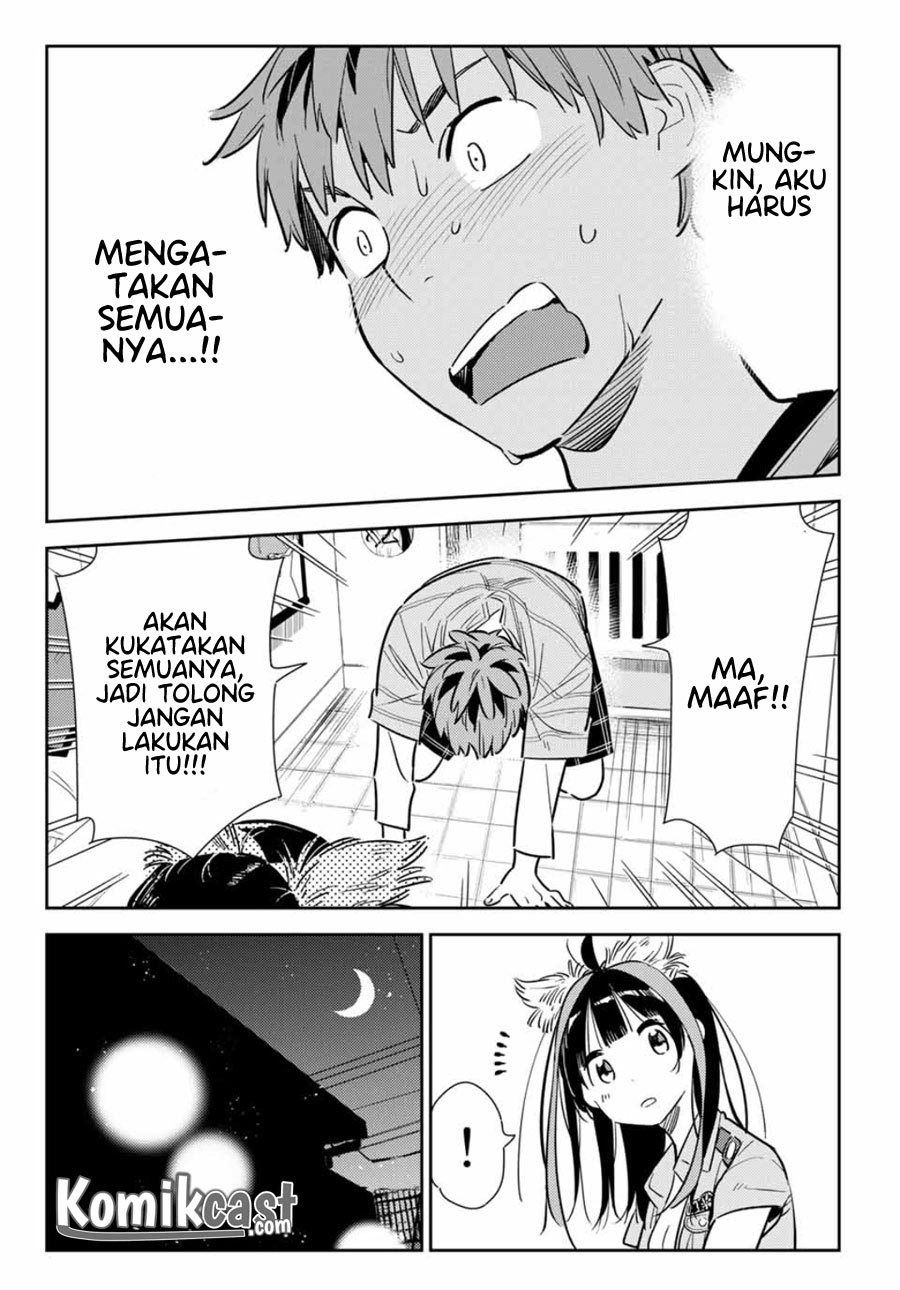 MUNG-
KIN, AKU
HARUS
MENGA-
TAKAN
SEMUA-
NYA...!!
MA,
MAAF!!
AKAN
KUKATAKAN
SEMUANYA,
JADI TOLONG
JANGAN
LAKUKAN
ITU!!!
!
Komikcast
.com